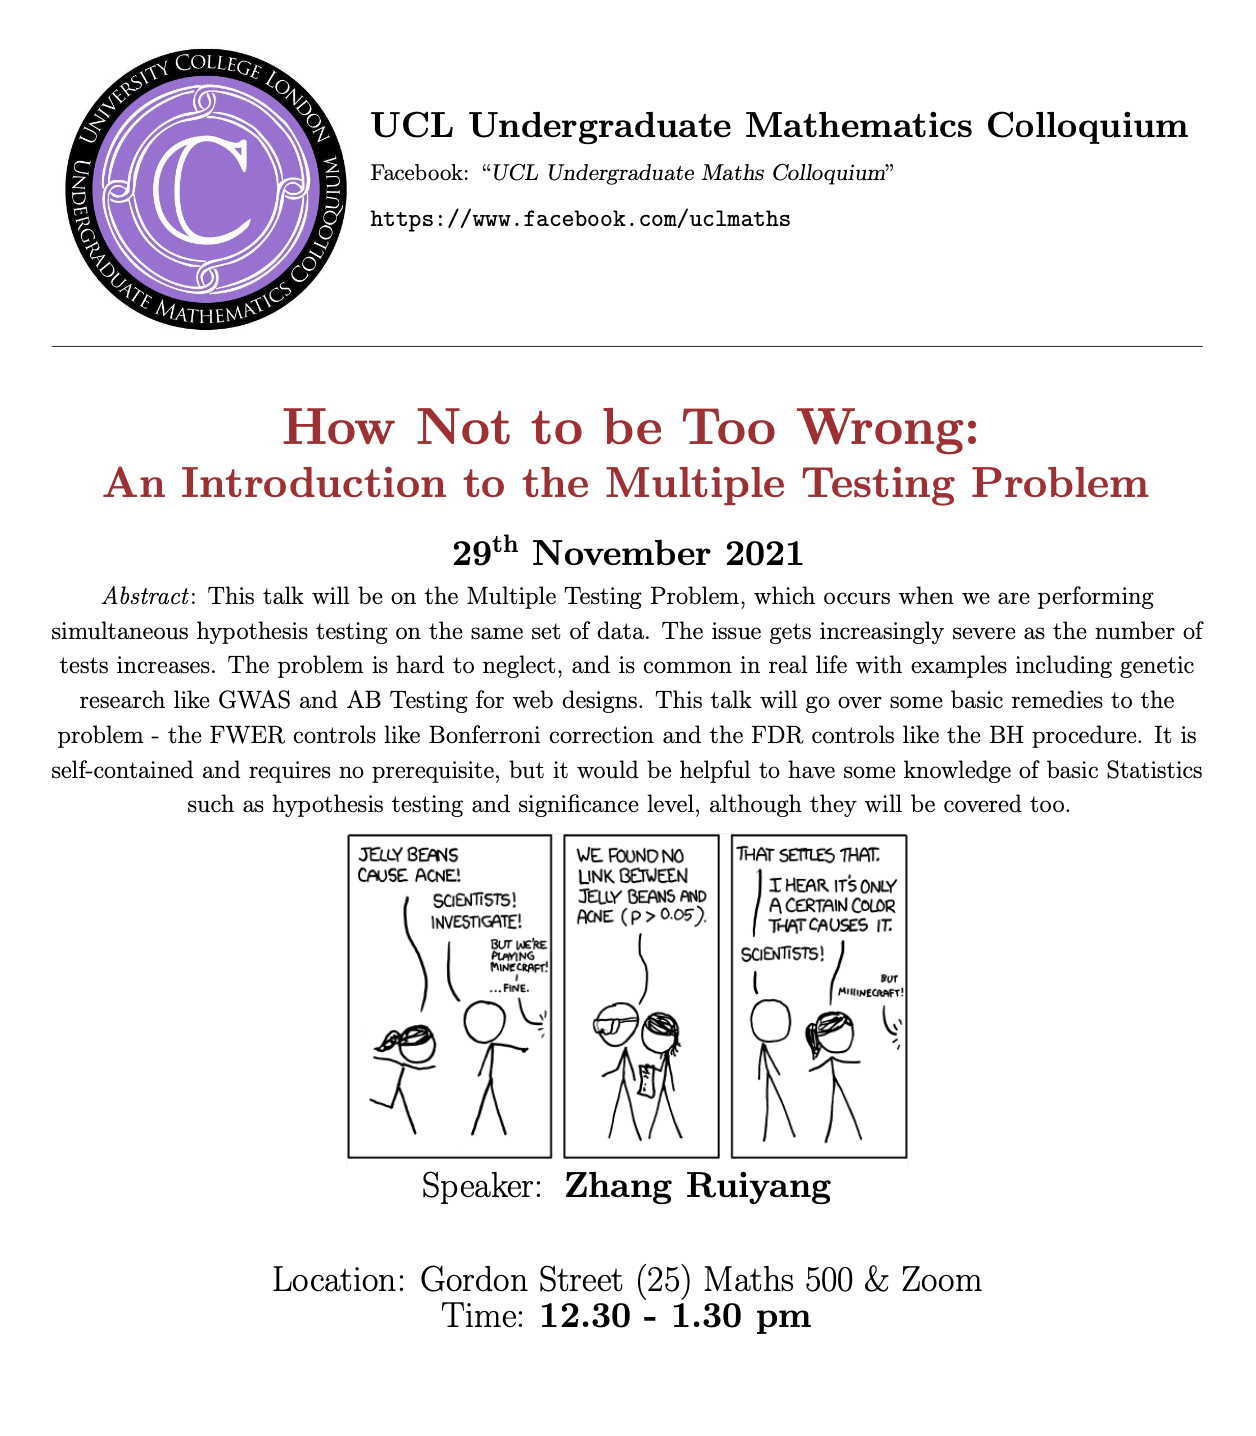 UNIVERSITY COLLEGE LONDON
UNDERGRADUATE MATHEMATICS COLLOQUIUM
C
UCL Undergraduate Mathematics Colloquium
Facebook: “UCL Undergraduate Maths Colloquium”
https://www.facebook.com/uclmaths
How Not to be Too Wrong:
An Introduction to the Multiple Testing Problem
29th November 2021
Abstract: This talk will be on the Multiple Testing Problem, which occurs when we are performing
simultaneous hypothesis testing on the same set of data. The issue gets increasingly severe as the number of
tests increases. The problem is hard to neglect, and is common in real life with examples including genetic
research like GWAS and AB Testing for web designs. This talk will go over some basic remedies to the
problem - the FWER controls like Bonferroni correction and the FDR controls like the BH procedure. It is
self-contained and requires no prerequisite, but it would be helpful to have some knowledge of basic Statistics
such as hypothesis testing and significance level, although they will be covered too.
JELLY BEANS
CAUSE ACNE!
SCIENTISTS!
INVESTIGATE!
BUT WE'RE
PLAYING
MINECRAFT!
...FINE.
WE FOUND NO
LINK BETWEEN
JELLY BEANS AND
ACNE (P > 0.05).
THAT SETTLES THAT.
I HEAR IT'S ONLY
A CERTAIN COLOR
THAT CAUSES IT.
SCIENTISTS!
BUT
MIIIINECRAFT!
Speaker: Zhang Ruiyang
Location: Gordon Street (25) Maths 500 & Zoom
Time: 12.30 - 1.30 pm